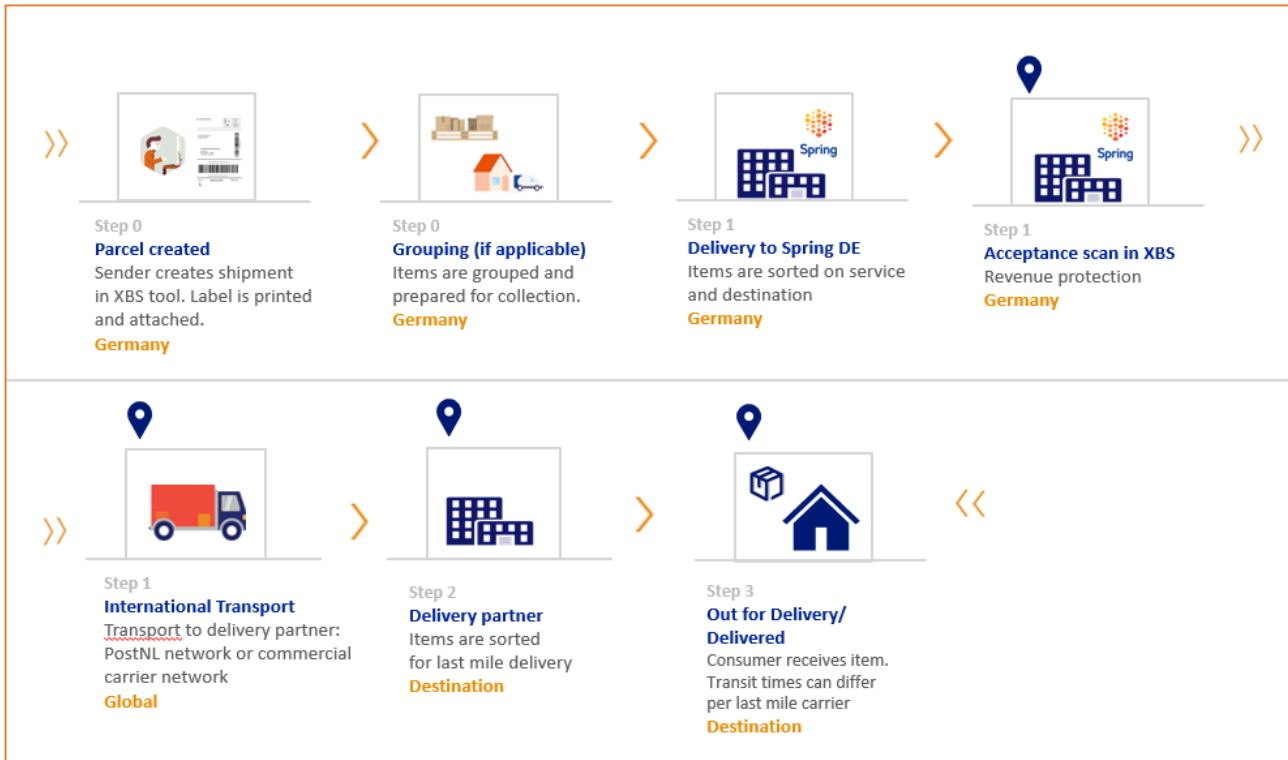 Spring
Spring
Step 0
Parcel created
Sender creates shipment
in XBS tool. Label is printed
and attached.
Germany
Step 0
Grouping (if applicable)
Items are grouped and
prepared for collection.
Germany
Step 1
Delivery to Spring DE
Items are sorted on service
and destination
Germany
Step 1
Acceptance scan in XBS
Revenue protection
Germany
Step 1
International Transport
Transport to delivery partner:
PostNL network or commercial
carrier network
Global
Step 2
Delivery partner
Items are sorted
for last mile delivery
Destination
Step 3
Out for Delivery/
Delivered
Consumer receives item.
Transit times can differ
per last mile carrier
Destination